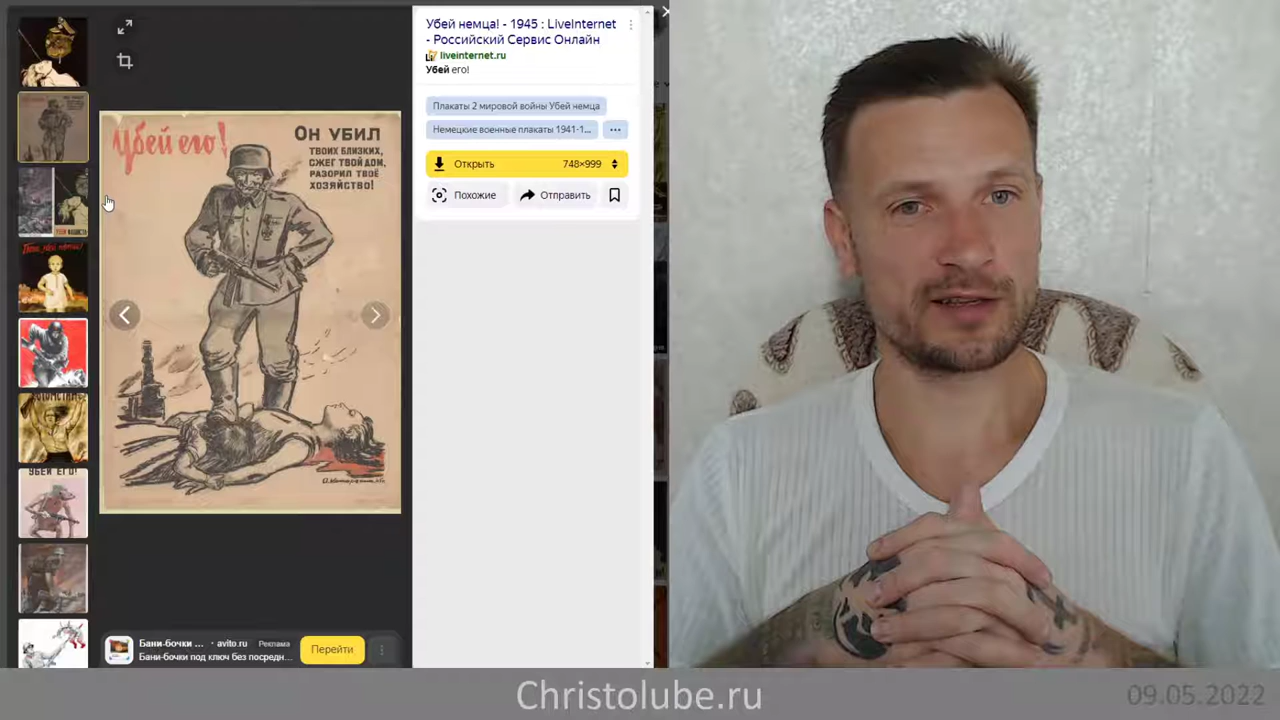 Убей немца! - 1945 : LiveInternet
- Российский Сервис Онлайн
liveinternet.ru
Убей его!
Плакаты 2 мировой войны Убей немца
Немецкие военные плакаты 1941-1...
Открыть
748×999
Похожие
Отправить
Убей его!
Он убил
твоих близких,
сжег твой дом,
разорил твоё
хозяйство!
УБЕЙ ЕГО!
Бани-бочки ... · avito.ru Реклама
Бани-бочки под ключ без посредн...
Перейти
Christolube.ru
09.05.2022